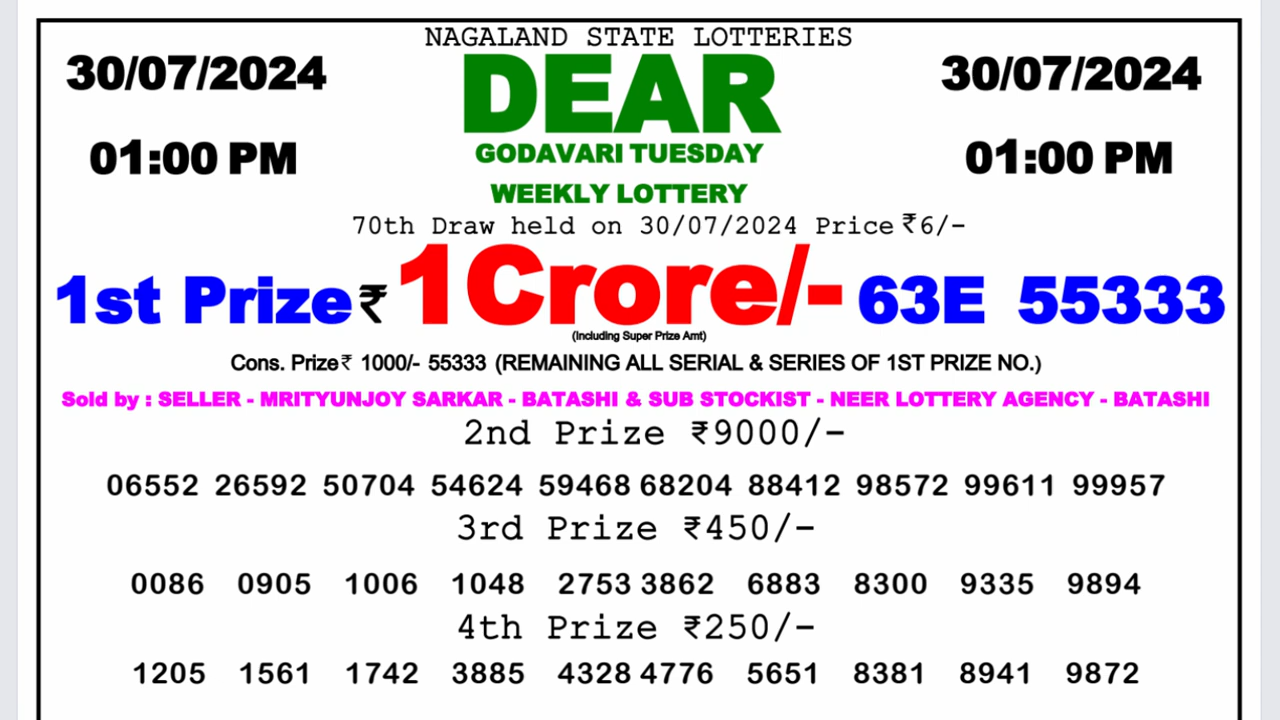 NAGALAND STATE LOTTERIES
30/07/2024 DEAR 30/07/2024
01:00 PM GODAVARI TUESDAY 01:00 PM
WEEKLY LOTTERY
70th Draw held on 30/07/2024 Price ₹6/-
1st Prize ₹ 1 Crore/- 63E 55333
(Including Super Prize Amt)
Cons. Prize ₹ 1000/- 55333 (REMAINING ALL SERIAL & SERIES OF 1ST PRIZE NO.)
Sold by : SELLER - MRITYUNJOY SARKAR - BATASHI & SUB STOCKIST - NEER LOTTERY AGENCY - BATASHI
2nd Prize ₹9000/-
06552 26592 50704 54624 59468 68204 88412 98572 99611 99957
3rd Prize ₹450/-
0086 0905 1006 1048 2753 3862 6883 8300 9335 9894
4th Prize ₹250/-
1205 1561 1742 3885 4328 4776 5651 8381 8941 9872